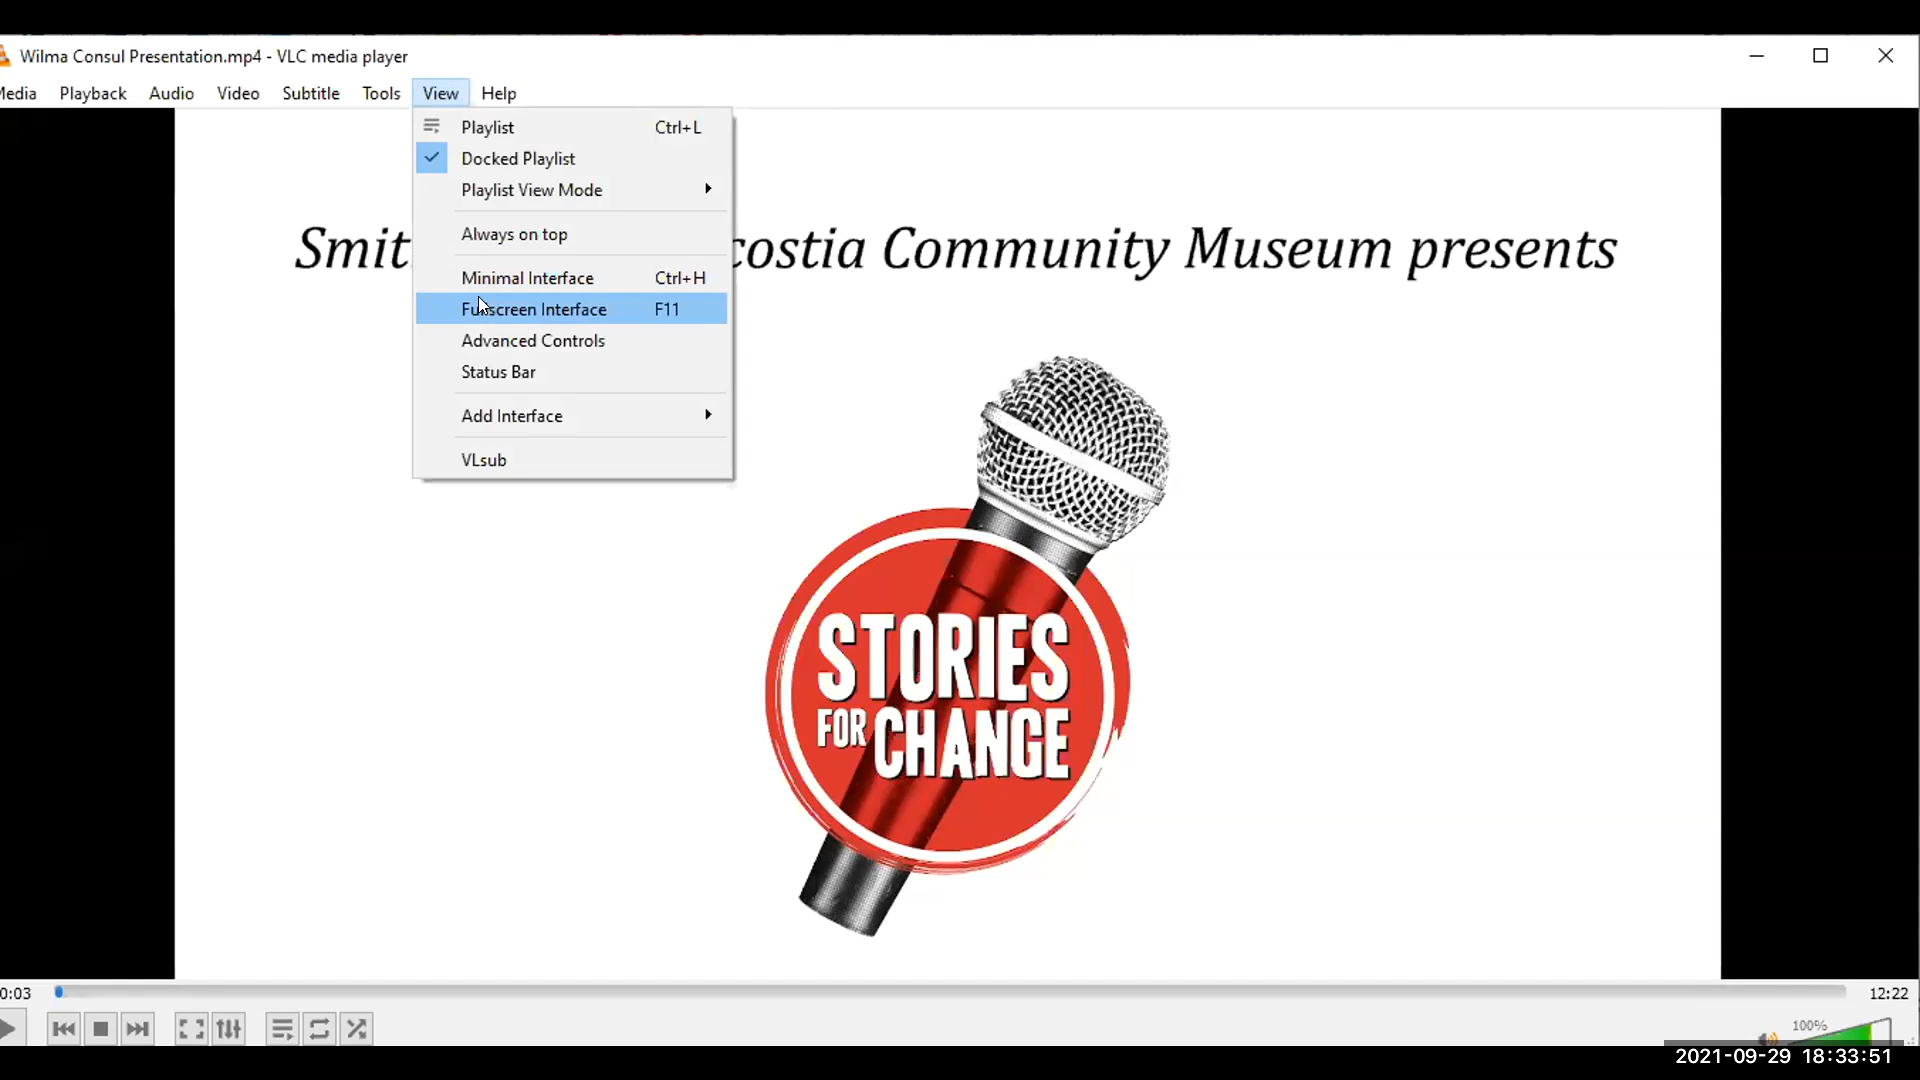 Wilma Consul Presentation.mp4 - VLC media player
Media Playback Audio Video Subtitle Tools View Help
Playlist Ctrl+L
Docked Playlist
Playlist View Mode
Always on top
Smit costia Community Museum presents
Minimal Interface Ctrl+H
Fullscreen Interface F11
Advanced Controls
Status Bar
Add Interface
VLsub
STORIES
FOR CHANGE
0:03 12:22
100%
2021-09-29 18:33:51